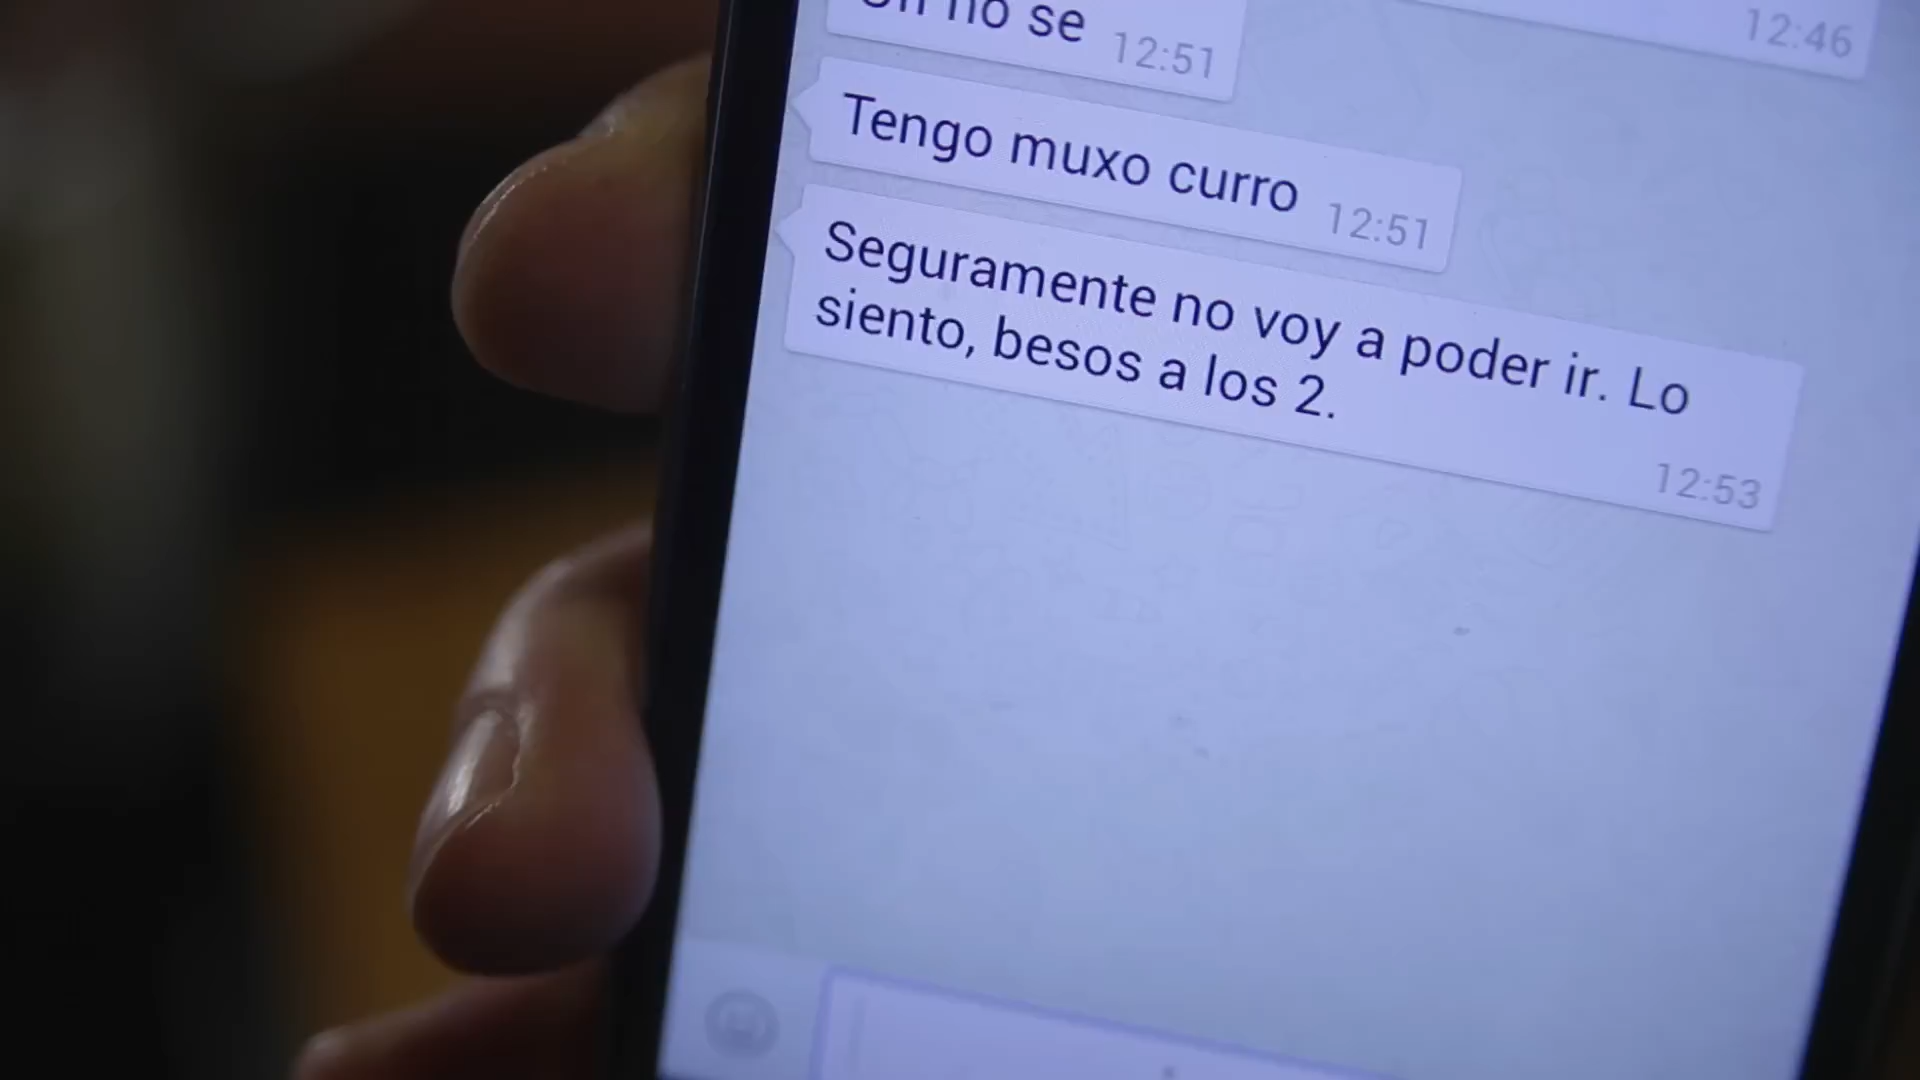 12:46
no se 12:51
Tengo muxo curro 12:51
Seguramente no voy a poder ir. Lo
siento, besos a los 2.
12:53